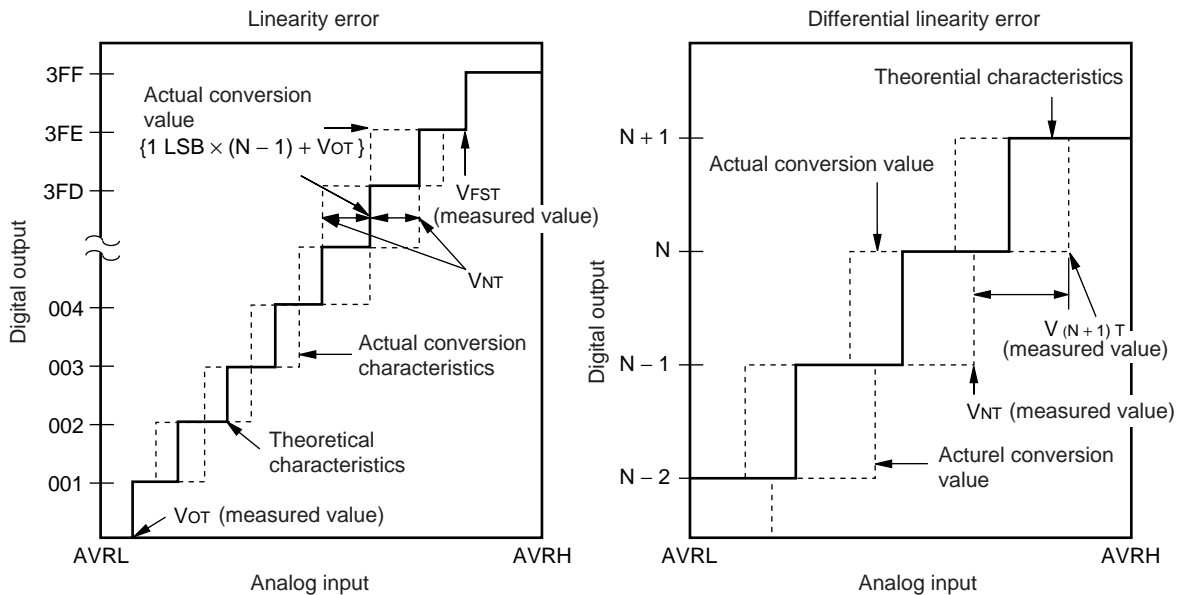 Linearity error
3FF
3FE
3FD
004
003
002
001
Digital output
Actual conversion
value
{1 LSB × (N – 1) + VOT }
VFST
(measured value)
VNT
Actual conversion
characteristics
Theoretical
characteristics
VOT (measured value)
AVRL
AVRH
Analog input
Differential linearity error
Theorential characteristics
N + 1
Actual conversion value
N
Digital output
V (N + 1) T
(measured value)
N – 1
VNT (measured value)
Acturel conversion
value
N – 2
AVRL
AVRH
Analog input